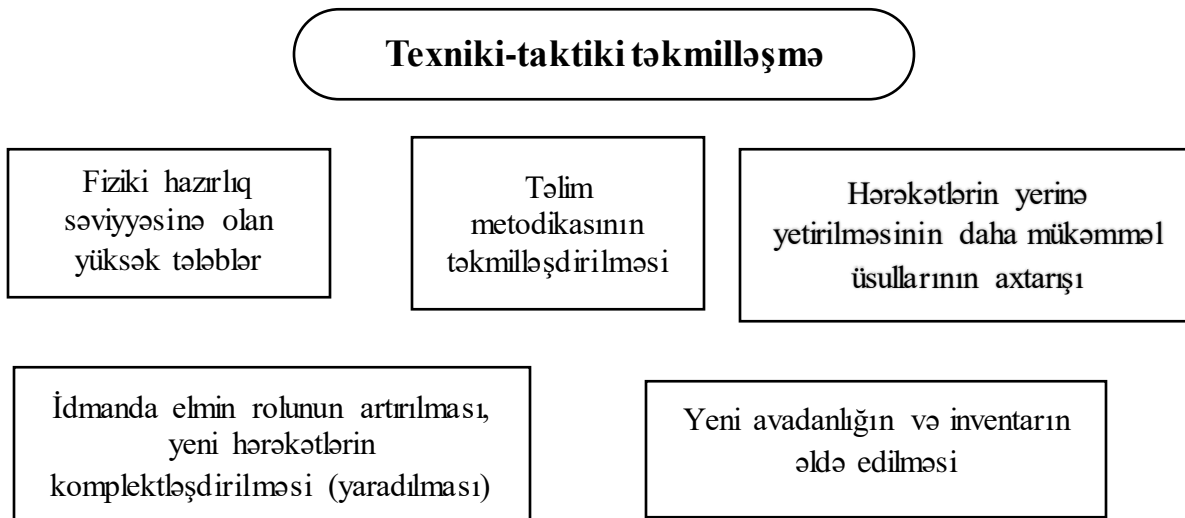 Texniki-taktiki təkmilləşmə
Fiziki hazırlıq
səviyyəsinə olan
yüksək tələblər
Təlim
metodikasının
təkmilləşdirilməsi
Hərəkətlərin yerinə
yetirilməsinin daha mükəmməl
üsullarının axtarışı
İdmanda elmin rolunun artırılması,
yeni hərəkətlərin
komplektləşdirilməsi (yaradılması)
Yeni avadanlığın və inventarın
əldə edilməsi